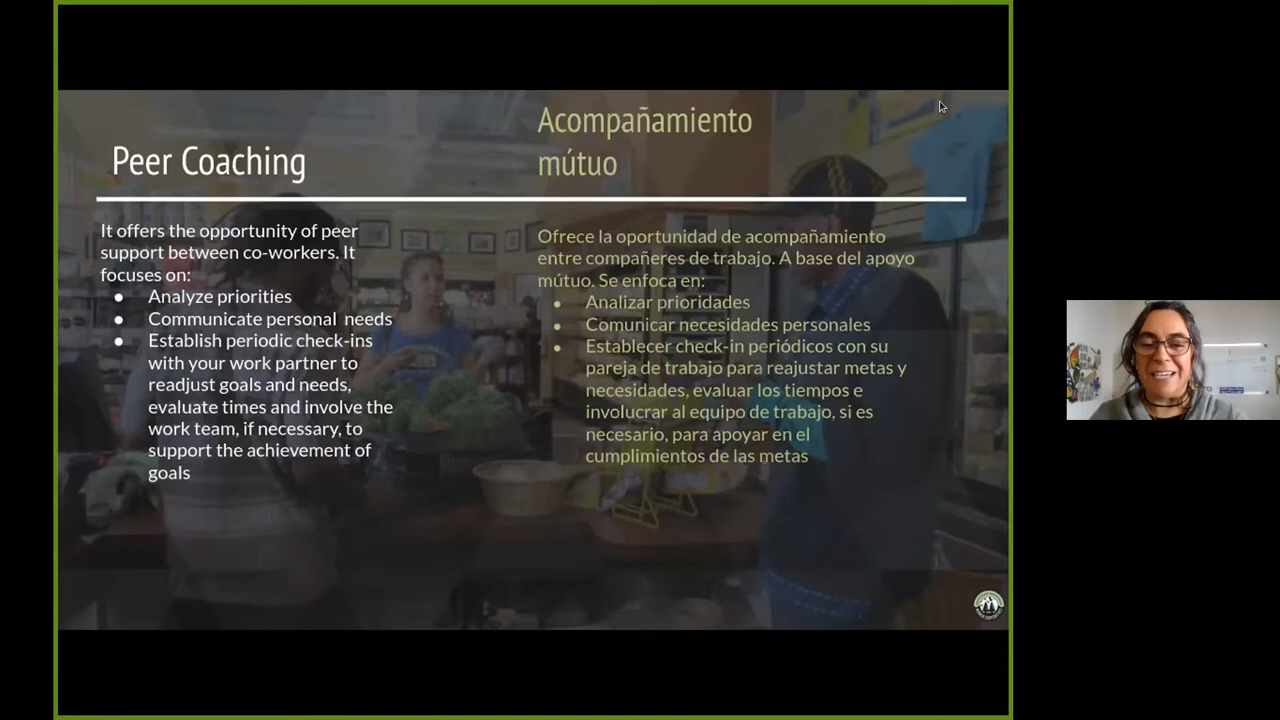 Peer Coaching
It offers the opportunity of peer
support between co-workers. It
focuses on:
● Analyze priorities
● Communicate personal needs
● Establish periodic check-ins
with your work partner to
readjust goals and needs,
evaluate times and involve the
work team, if necessary, to
support the achievement of
goals
Acompañamiento
mútuo
Ofrece la oportunidad de acompañamiento
entre compañeres de trabajo. A base del apoyo
mútuo. Se enfoca en:
● Analizar prioridades
● Comunicar necesidades personales
● Establecer check-in periódicos con su
pareja de trabajo para reajustar metas y
necesidades, evaluar los tiempos e
involucrar al equipo de trabajo, si es
necesario, para apoyar en el
cumplimientos de las metas